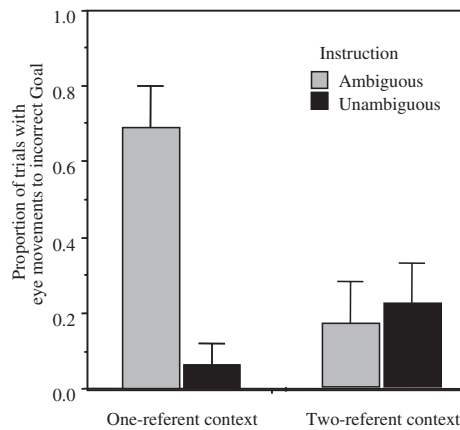 Proportion of trials with
eye movements to incorrect Goal
1.0
0.8
0.6
0.4
0.2
0.0
Instruction
Ambiguous
Unambiguous
One-referent context
Two-referent context